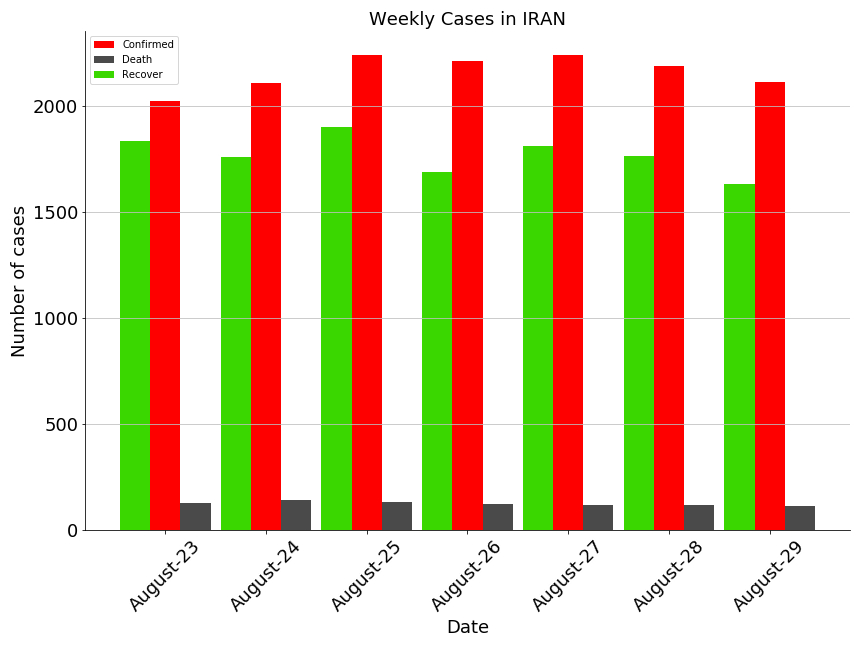 Weekly Cases in IRAN
Confirmed
Death
Recover
2000
1500
1000
500
0
Number of cases
August-23
August-24
August-25
August-26
August-27
August-28
August-29
Date